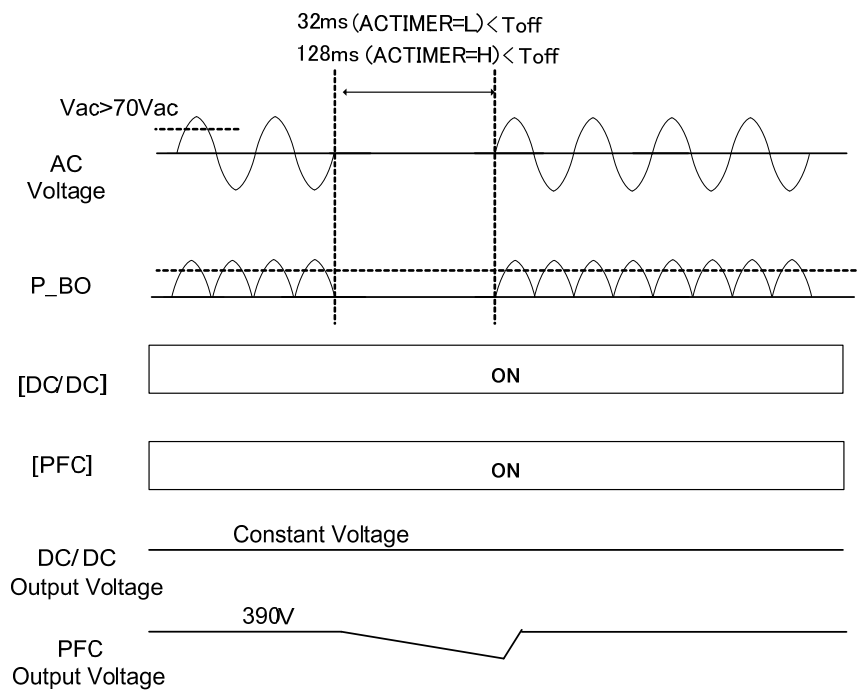 32ms (ACTIMER=L)<Toff
128ms (ACTIMER=H)<Toff
Vac>70Vac
AC
Voltage
P_BO
[DC/DC]
ON
[PFC]
ON
Constant Voltage
DC/DC
Output Voltage
390V
PFC
Output Voltage